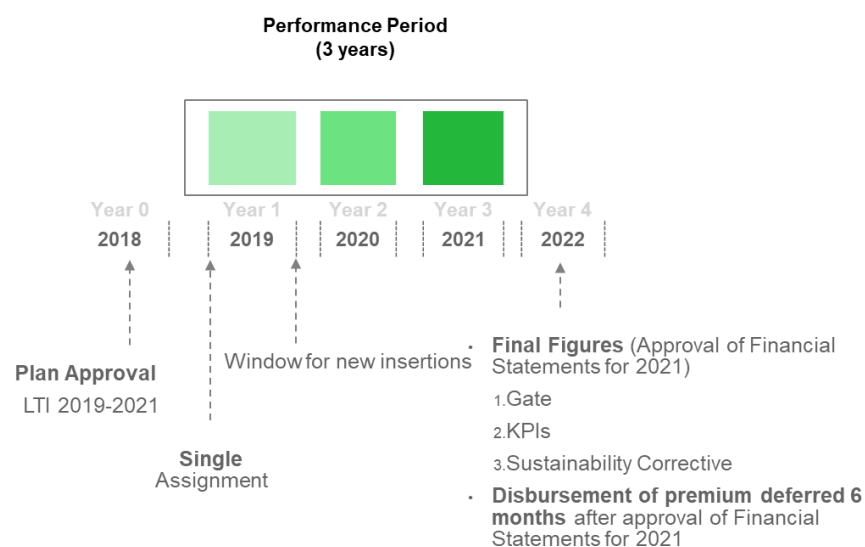 Performance Period
(3 years)
Year 0
Year 1
Year 2
Year 3
Year 4
2018
2019
2020
2021
2022
Plan Approval
LTI 2019-2021
Single
Assignment
Window for new insertions
• Final Figures (Approval of Financial
Statements for 2021)
1.Gate
2.KPIs
3.Sustainability Corrective
• Disbursement of premium deferred 6
months after approval of Financial
Statements for 2021